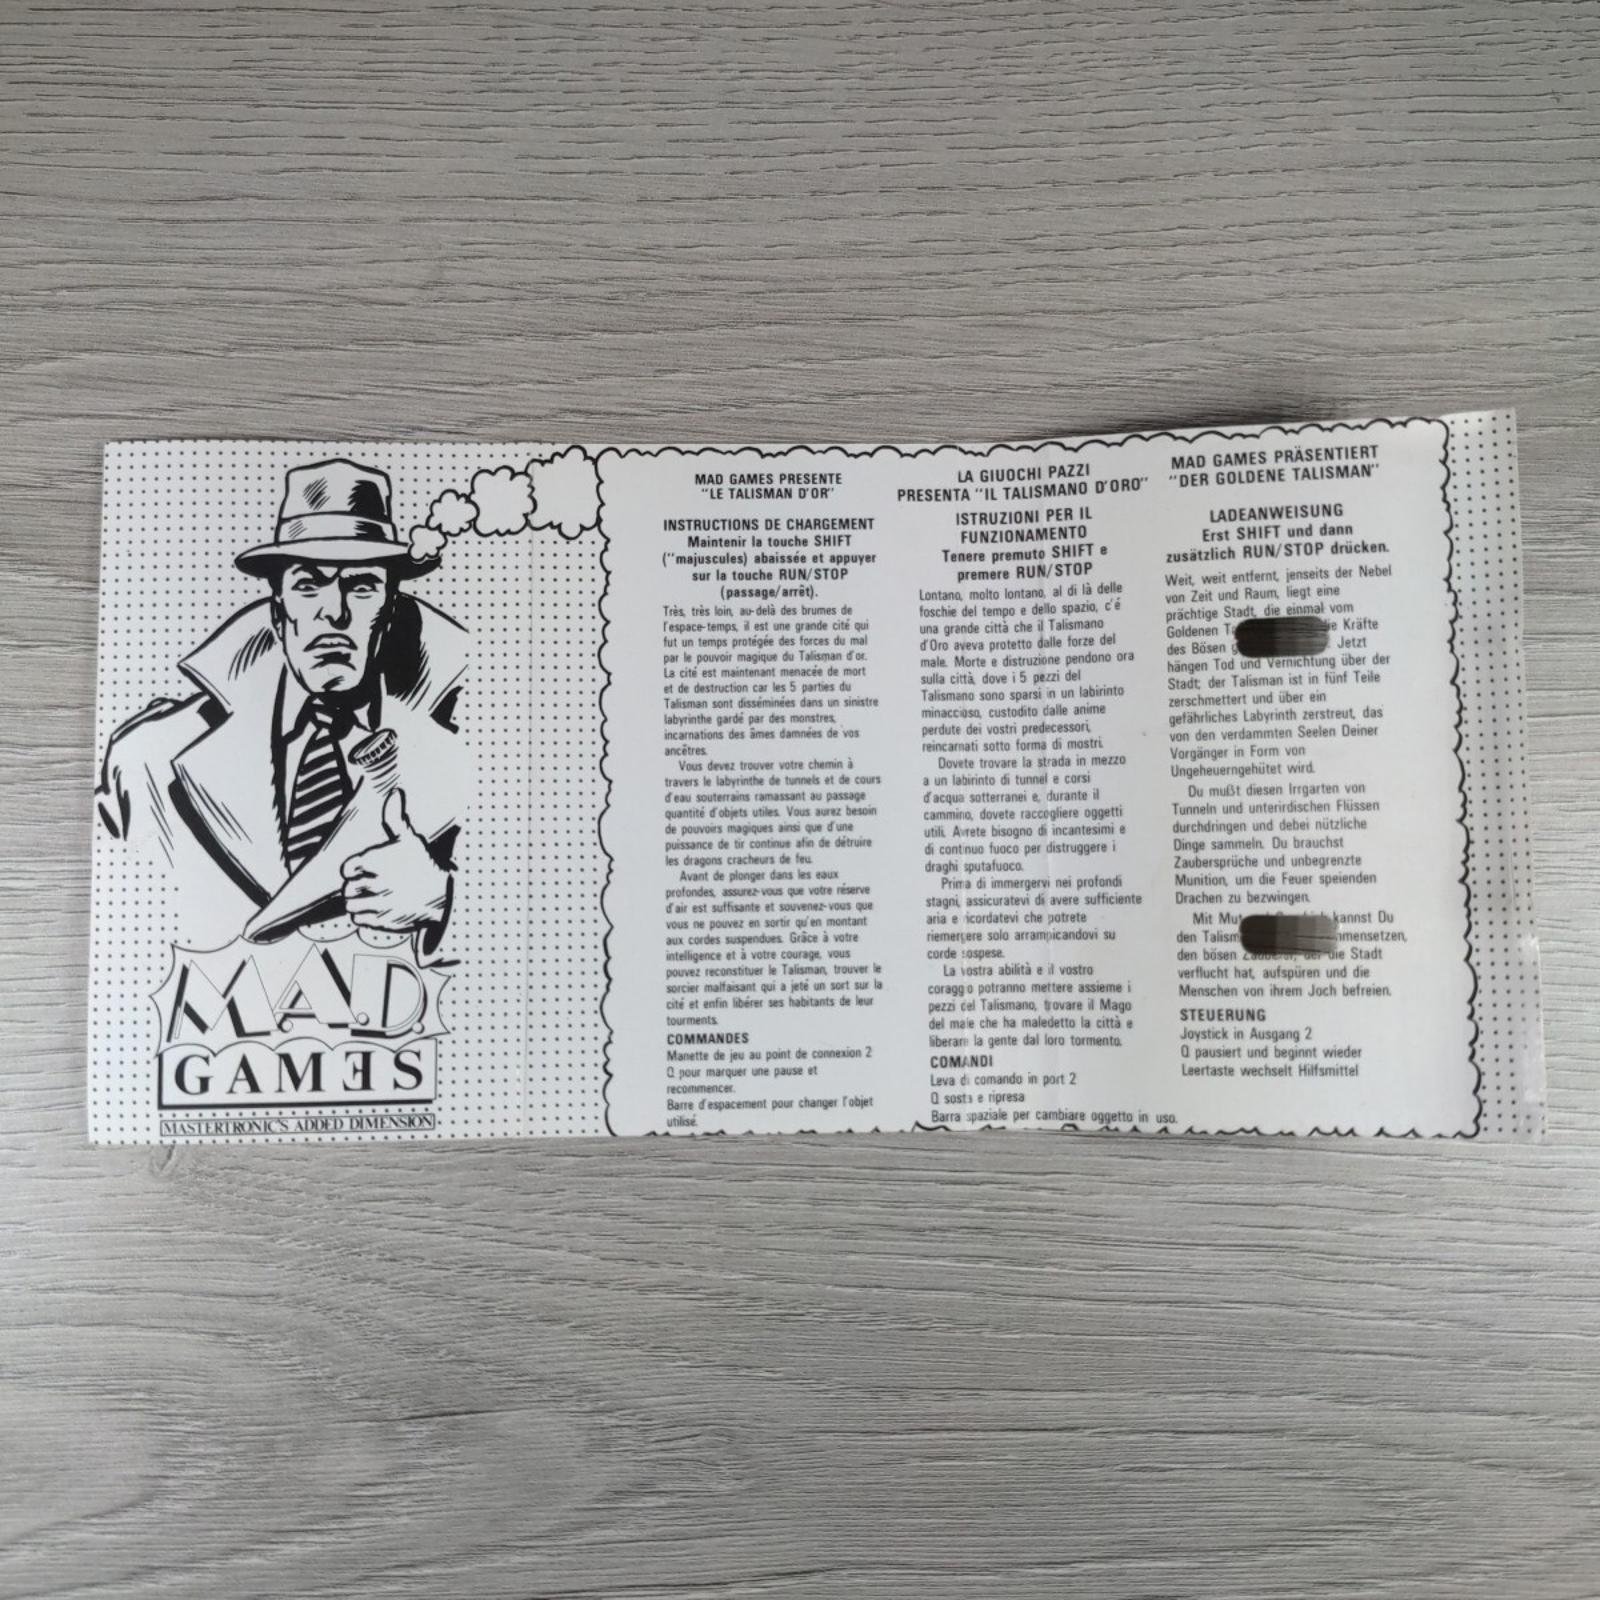 M.A.D.
GAMES
MASTERTRONIC'S ADDED DIMENSION
MAD GAMES PRESENTE
"LE TALISMAN D'OR"
INSTRUCTIONS DE CHARGEMENT
Maintenir la touche SHIFT
("majuscules) abaissée et appuyer
sur la touche RUN/STOP
(passage/arrêt).
Très, très loin, au-delà des brumes de
l'espace-temps, il est une grande cité qui
fut un temps protégée des forces du mal
par le pouvoir magique du Talisman d'or.
La cité est maintenant menacée de mort
et de destruction car les 5 parties du
Talisman sont disséminées dans un sinistre
labyrinthe gardé par des monstres,
incarnations des âmes damnées de vos
ancêtres.
Vous devez trouver votre chemin à
travers le labyrinthe de tunnels et de cours
d'eau souterrains ramassant au passage
quantité d'objets utiles. Vous aurez besoin
de pouvoirs magiques ainsi que d'une
puissance de tir continue afin de détruire
les dragons cracheurs de feu.
Avant de plonger dans les eaux
profondes, assurez-vous que votre réserve
d'air est suffisante et souvenez-vous que
vous ne pouvez en sortir qu'en montant
aux cordes suspendues. Grâce à votre
intelligence et à votre courage, vous
pouvez reconstituer le Talisman, trouver le
sorcier malfaisant qui a jeté un sort sur la
cité et enfin libérer ses habitants de leur
tourments.
COMMANDES
Manette de jeu au point de connexion 2
Q pour marquer une pause et
recommencer.
Barre d'espacement pour changer l'objet
utilisé.
LA GIUOCHI PAZZI
PRESENTA "IL TALISMANO D'ORO"
ISTRUZIONI PER IL
FUNZIONAMENTO
Tenere premuto SHIFT e
premere RUN/STOP
Lontano, molto lontano, al di là delle
foschie del tempo e dello spazio, c'é
una grande città che il Talismano
d'Oro aveva protetto dalle forze del
male. Morte e distruzione pendono ora
sulla città, dove i 5 pezzi del
Talismano sono sparsi in un labirinto
minaccioso, custodito dalle anime
perdute dei vostri predecessori,
reincarnati sotto forma di mostri.
Dovete trovare la strada in mezzo
a un labirinto di tunnel e corsi
d'acqua sotterranei e, durante il
cammino, dovete raccogliere oggetti
utili. Avrete bisogno di incantesimi e
di continuo fuoco per distruggere i
draghi sputafuoco.
Prima di immergervi nei profondi
stagni, assicuratevi di avere sufficiente
aria e ricordatevi che potrete
riemergere solo arrampicandovi su
corde sospese.
La vostra abilità e il vostro
coraggio potranno mettere assieme i
pezzi del Talismano, trovare il Mago
del male che ha maledetto la città e
liberare la gente dal loro tormento.
COMANDI
Leva di comando in port 2
Q sosta e ripresa
Barra spaziale per cambiare oggetto in uso.
MAD GAMES PRÄSENTIERT
"DER GOLDENE TALISMAN"
LADEANWEISUNG
Erst SHIFT und dann
zusätzlich RUN/STOP drücken.
Weit, weit entfernt, jenseits der Nebel
von Zeit und Raum, liegt eine
prächtige Stadt, die einmal vom
Goldenen Kräfte
des Bösen Jetzt
hängen Tod und Vernichtung über der
Stadt; der Talisman ist in fünf Teile
zerschmettert und über ein
gefährliches Labyrinth zerstreut, das
von den verdammten Seelen Deiner
Vorgänger in Form von
Ungeheuerngehütet wird.
Du mußt diesen Irrgarten von
Tunneln und unterirdischen Flüssen
durchdringen und debei nützliche
Dinge sammeln. Du brauchst
Zaubersprüche und unbegrenzte
Munition, um die Feuer speienden
Drachen zu bezwingen.
Mit kannst Du
den
den bösen die Stadt
verflucht hat, aufspüren und die
Menschen von ihrem Joch befreien.
STEUERUNG
Joystick in Ausgang 2
Q pausiert und beginnt wieder
Leertaste wechselt Hilfsmittel